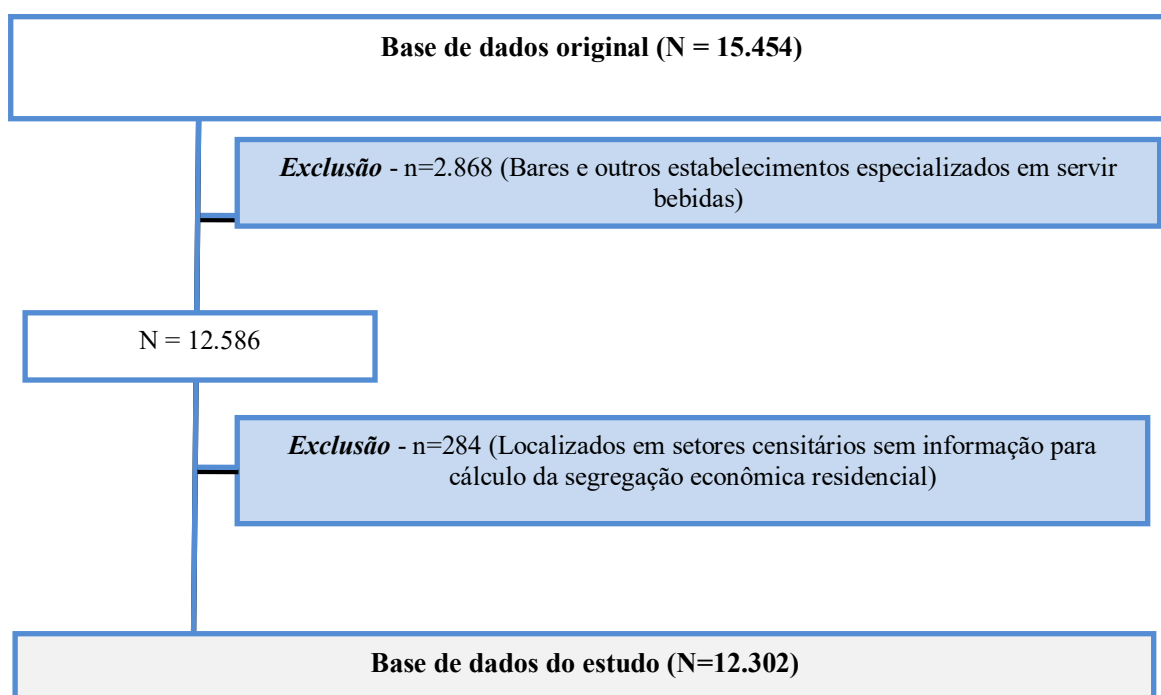 Base de dados original (N = 15.454)
Exclusão - n=2.868 (Bares e outros estabelecimentos especializados em servir
bebidas)
N = 12.586
Exclusão - n=284 (Localizados em setores censitários sem informação para
cálculo da segregação econômica residencial)
Base de dados do estudo (N=12.302)